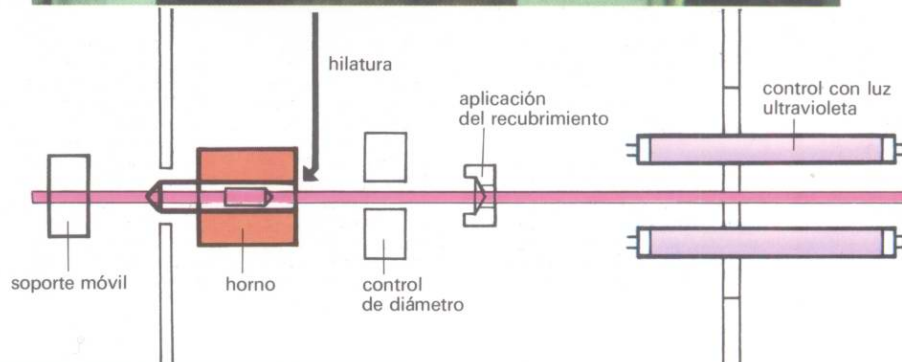 hilatura
aplicación
del recubrimiento
control con luz
ultravioleta
soporte móvil
horno
control
de diámetro